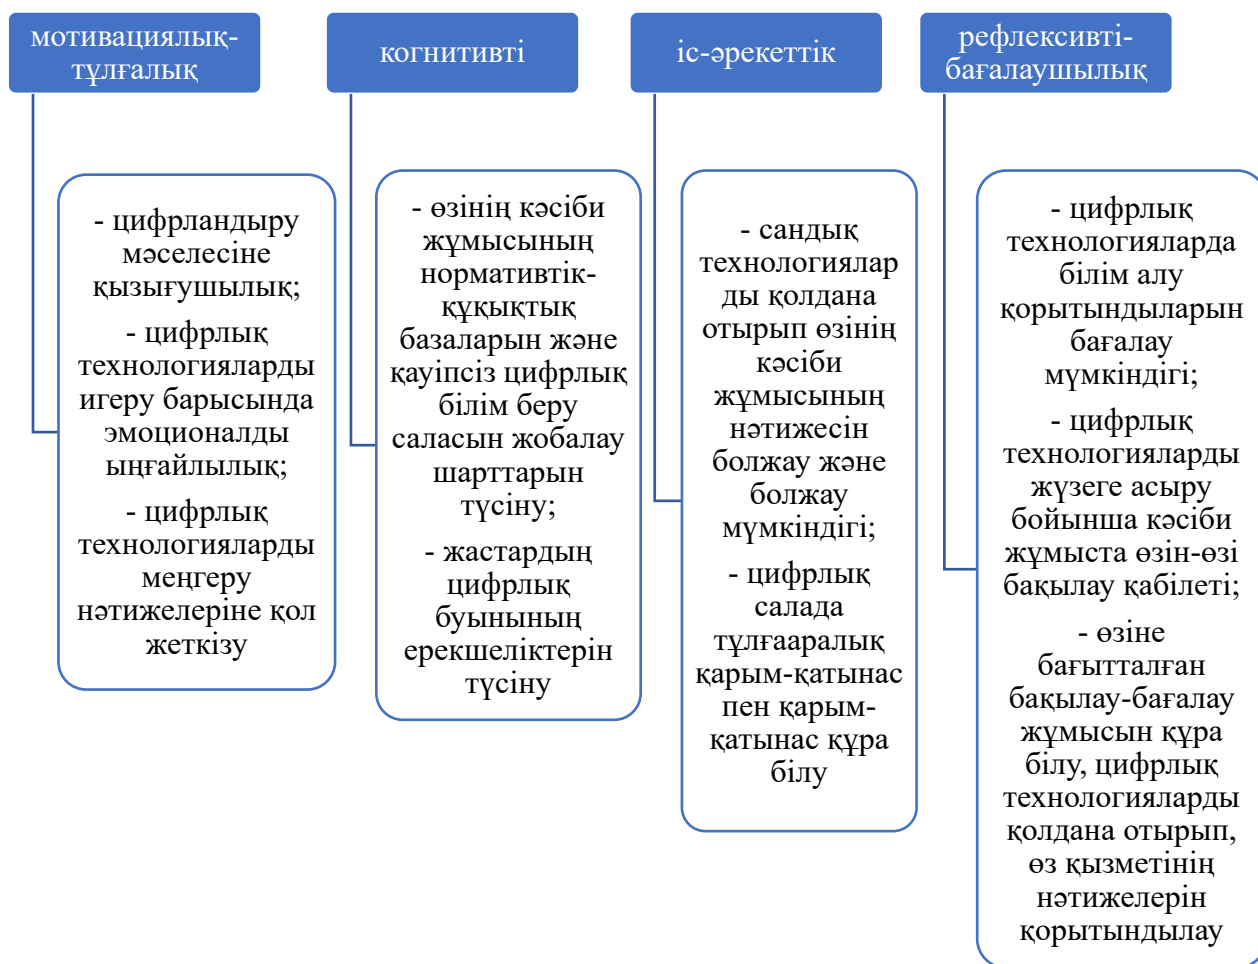 мотивациялық-
тұлғалық
когнитивті
іс-әрекеттік
рефлексивті-
бағалаушылық
- цифрландыру
мәселесіне
қызығушылық;
- цифрлық
технологияларды
игеру барысында
эмоционалды
ыңғайлылық;
- цифрлық
технологияларды
меңгеру
нәтижелеріне қол
жеткізу
- өзінің кәсіби
жұмысының
нормативтік-
құқықтық
базаларын және
қауіпсіз цифрлық
білім беру
саласын жобалау
шарттарын
түсіну;
- жастардың
цифрлық
буынының
ерекшеліктерін
түсіну
- сандық
технологиялар
ды қолдана
отырып өзінің
кәсіби
жұмысының
нәтижесін
болжау және
болжау
мүмкіндігі;
- цифрлық
салада
тұлғааралық
қарым-қатынас
пен қарым-
қатынас құра
білу
- цифрлық
технологияларда
білім алу
қорытындыларын
бағалау
мүмкіндігі;
- цифрлық
технологияларды
жүзеге асыру
бойынша кәсіби
жұмыста өзін-өзі
бақылау қабілеті;
- өзіне
бағытталған
бақылау-бағалау
жұмысын құра
білу, цифрлық
технологияларды
қолдана отырып,
өз қызметінің
нәтижелерін
қорытындылау